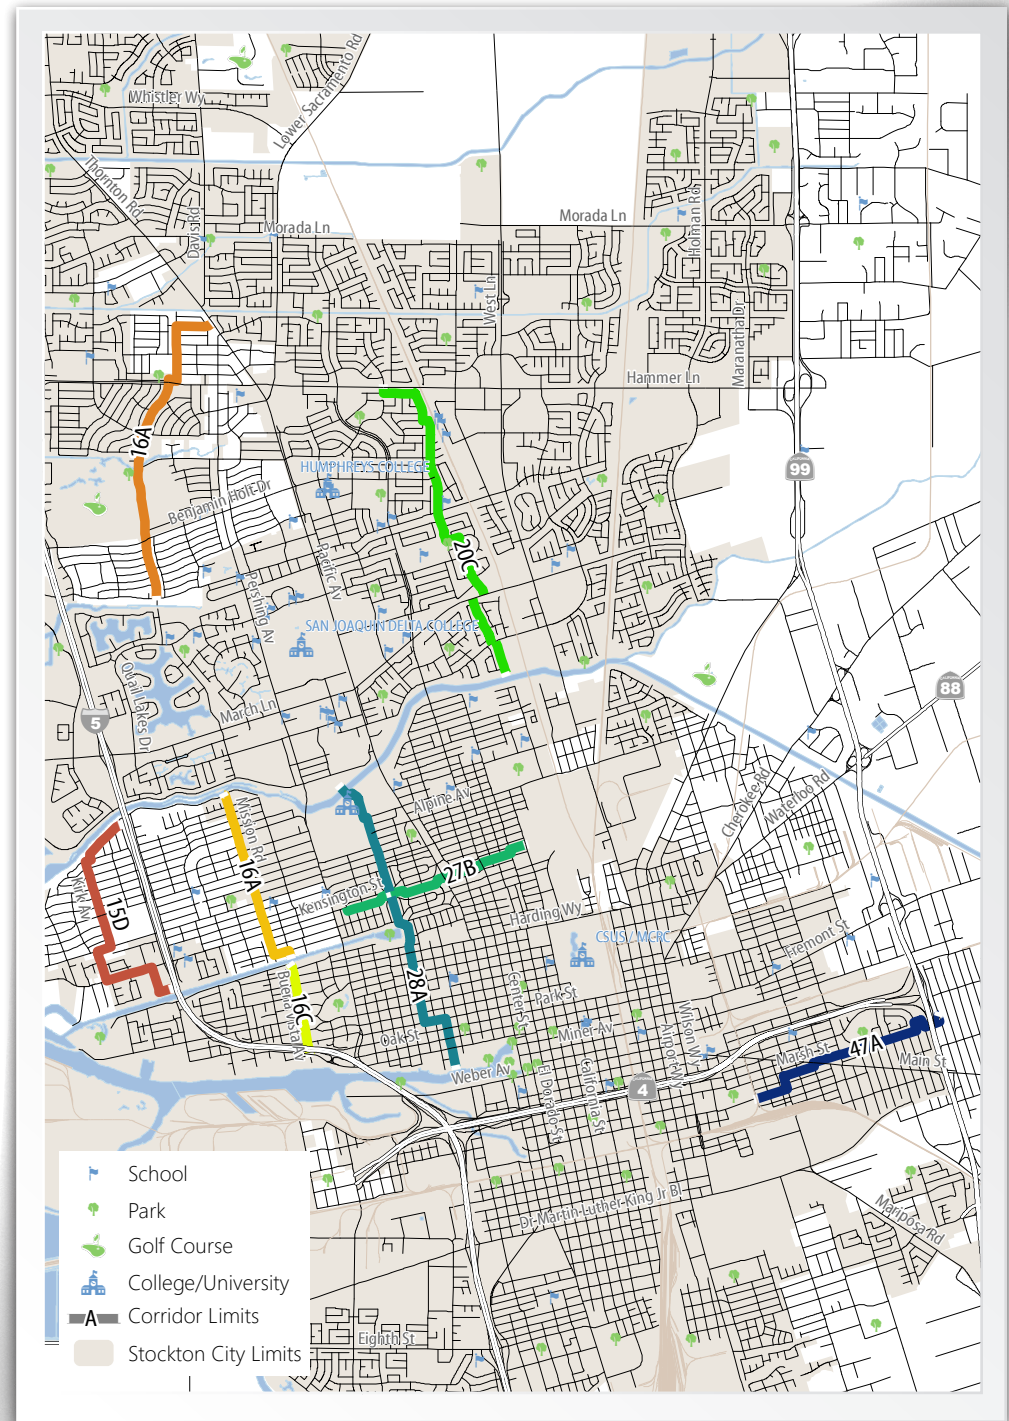 Whistler Wy
Lower Sacramento Rd
Thornton Rd
Davis Rd
Morada Ln
Morada Ln
Holman Rd
West Ln
Maranatha Dr
Hammer Ln
16A
HUMPHREYS COLLEGE
99
Benjamin Holt Dr
20C
Pacific Av
Pershing Av
SAN JOAQUIN DELTA COLLEGE
Quail Lakes Dr
88
March Ln
5
Alpine Av
Cherokee Rd
Waterloo Rd
Mission Rd
16A
27B
Kensington St
Kirk Av
15D
Harding Wy
CSUS / MCRC
Fremont St
Buena Vista Av
16C
28A
Center St
Park St
Miner Av
Oak St
Wilson Wy
Airport Wy
Marsh St
47A
Main St
Weber Av
El Dorado St
California St
4
Dr Martin Luther King Jr Bl
Mariposa Rd
Eighth St
School
Park
Golf Course
College/University
A Corridor Limits
Stockton City Limits